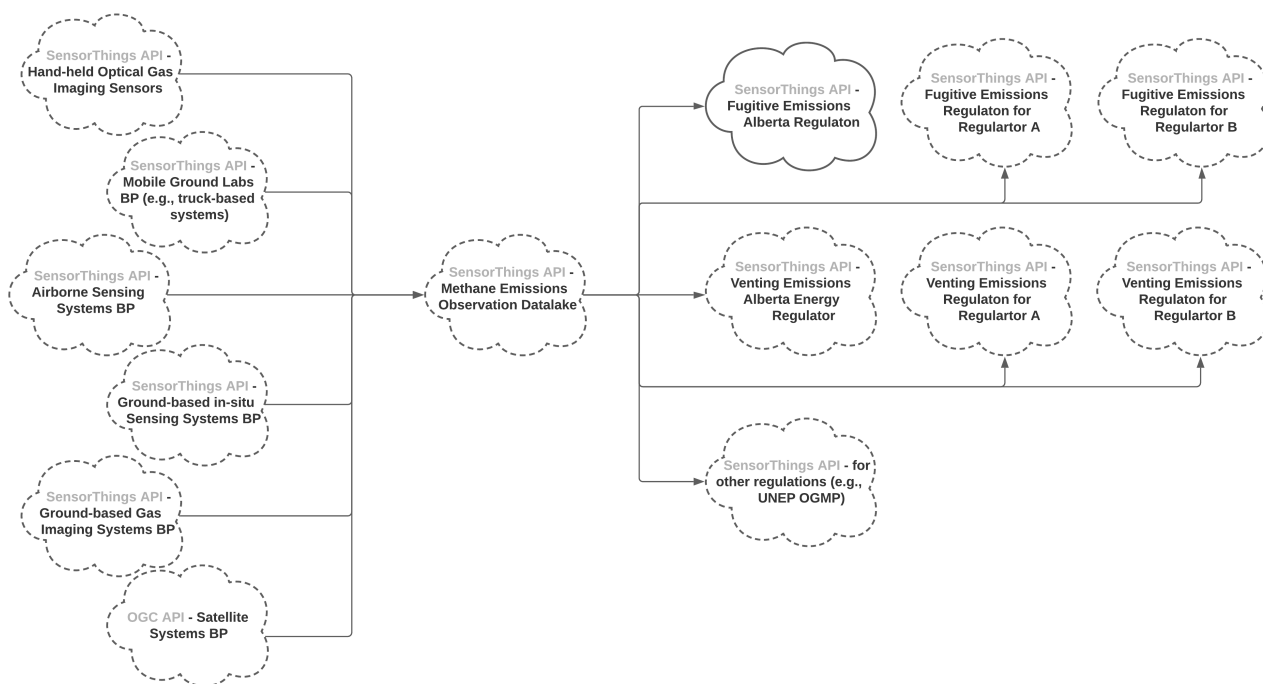 SensorThings API -
Hand-held Optical Gas
Imaging Sensors
SensorThings API -
Mobile Ground Labs
BP (e.g., truck-based
systems)
SensorThings API -
Airborne Sensing
Systems BP
SensorThings API -
Ground-based in-situ
Sensing Systems BP
SensorThings API -
Ground-based Gas
Imaging Systems BP
OGC API - Satellite
Systems BP
SensorThings API -
Methane Emissions
Observation Datalake
SensorThings API -
Fugitive Emissions
Alberta Regulaton
SensorThings API -
Fugitive Emissions
Regulaton for
Regulartor A
SensorThings API -
Fugitive Emissions
Regulaton for
Regulartor B
SensorThings API -
Venting Emissions
Alberta Energy
Regulator
SensorThings API -
Venting Emissions
Regulaton for
Regulartor A
SensorThings API -
Venting Emissions
Regulaton for
Regulartor B
SensorThings API - for
other regulations (e.g.,
UNEP OGMP)